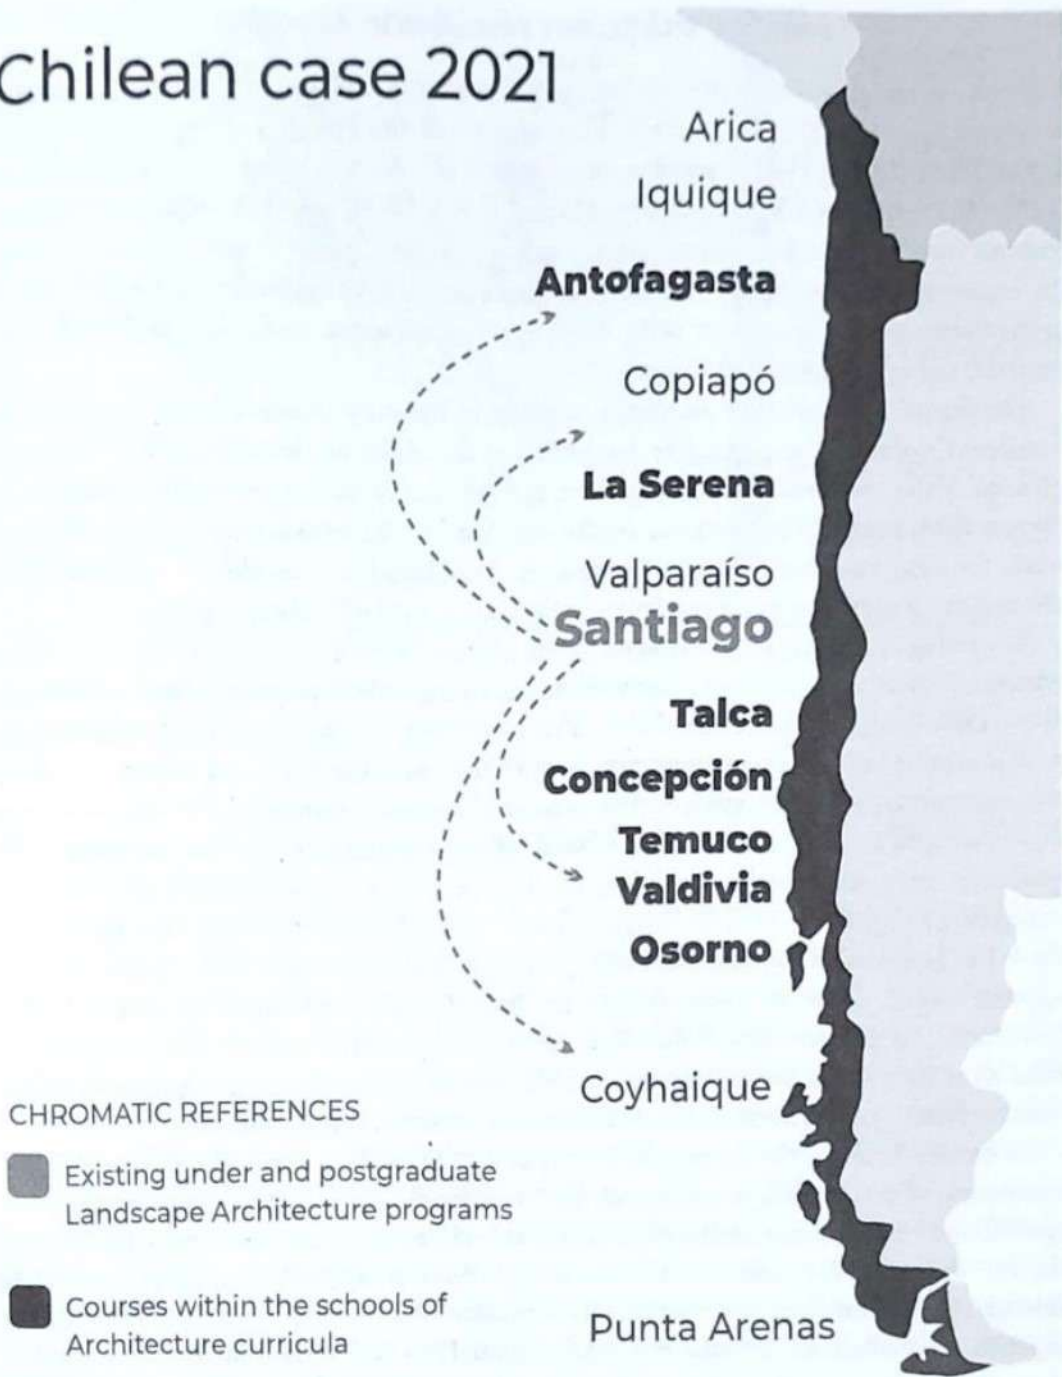 Chilean case 2021
Arica
Iquique
Antofagasta
Copiapó
La Serena
Valparaíso
Santiago
Talca
Concepción
Temuco
Valdivia
Osorno
Coyhaique
Punta Arenas
CHROMATIC REFERENCES
Existing under and postgraduate
Landscape Architecture programs
Courses within the schools of
Architecture curricula